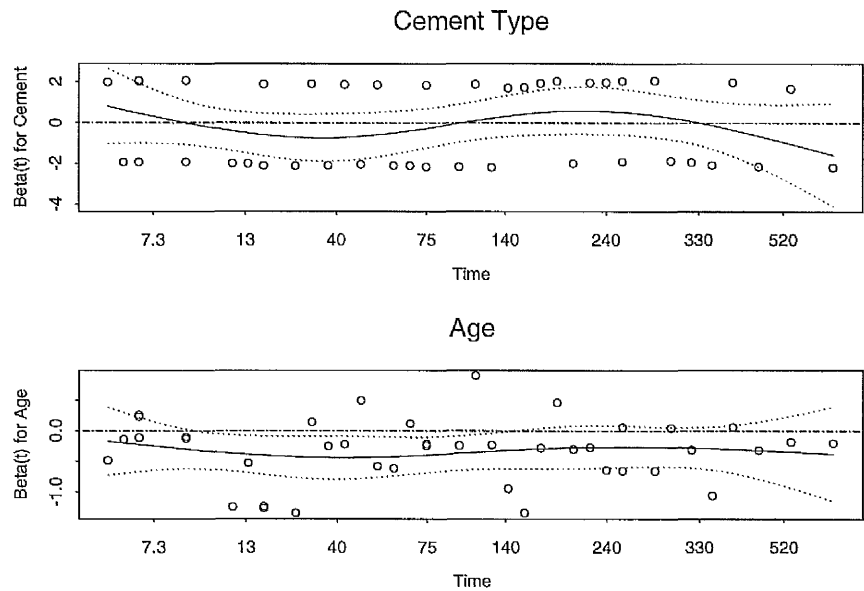 Cement Type
Beta(t) for Cement
2
0
-2
-4
7.3 13 40 75 140 240 330 520
Time
Age
Beta(t) for Age
0.0
-1.0
7.3 13 40 75 140 240 330 520
Time